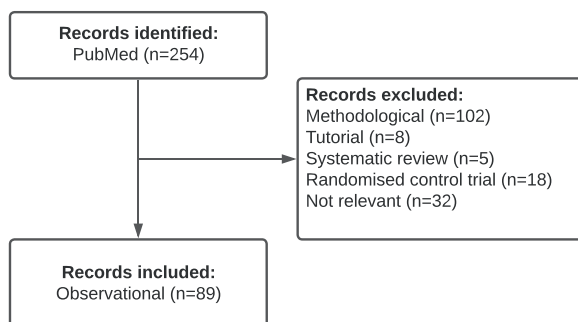 Records identified:
PubMed (n=254)
Records excluded:
Methodological (n=102)
Tutorial (n=8)
Systematic review (n=5)
Randomised control trial (n=18)
Not relevant (n=32)
Records included:
Observational (n=89)